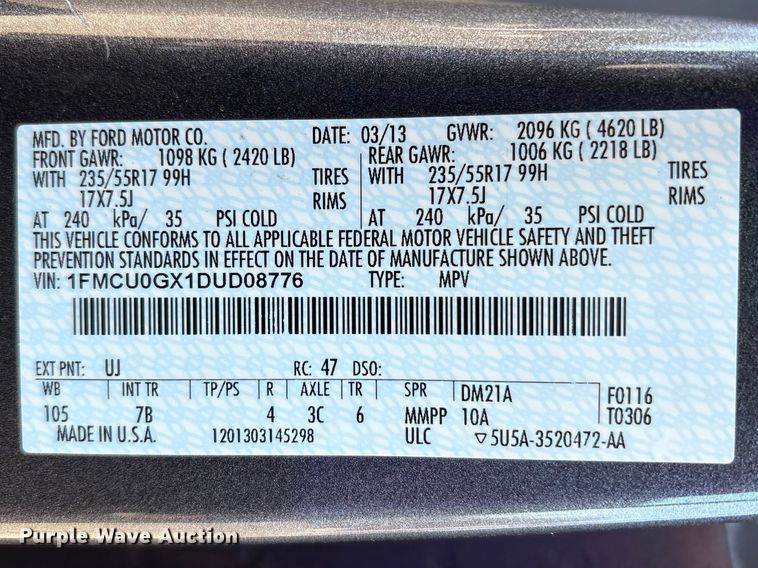 MFD. BY FORD MOTOR CO. DATE: 03/13 GVWR: 2096 KG (4620 LB)
FRONT GAWR: 1098 KG (2420 LB) REAR GAWR: 1006 KG (2218 LB)
WITH 235/55R17 99H TIRES WITH 235/55R17 99H TIRES
17X7.5J RIMS 17X7.5J RIMS
AT 240 kPa/ 35 PSI COLD AT 240 kPa/ 35 PSI COLD
THIS VEHICLE CONFORMS TO ALL APPLICABLE FEDERAL MOTOR VEHICLE SAFETY AND THEFT
PREVENTION STANDARDS IN EFFECT ON THE DATE OF MANUFACTURE SHOWN ABOVE.
VIN: 1FMCU0GX1DUD08776 TYPE: MPV
EXT PNT: UJ RC: 47 DSO:
WB INT TR TP/PS R AXLE TR SPR DM21A F0116
105 7B 4 3C 6 MMPP 10A T0306
MADE IN U.S.A. 1201303145298 ULC ▽5U5A-3520472-AA
Purple Wave Auction